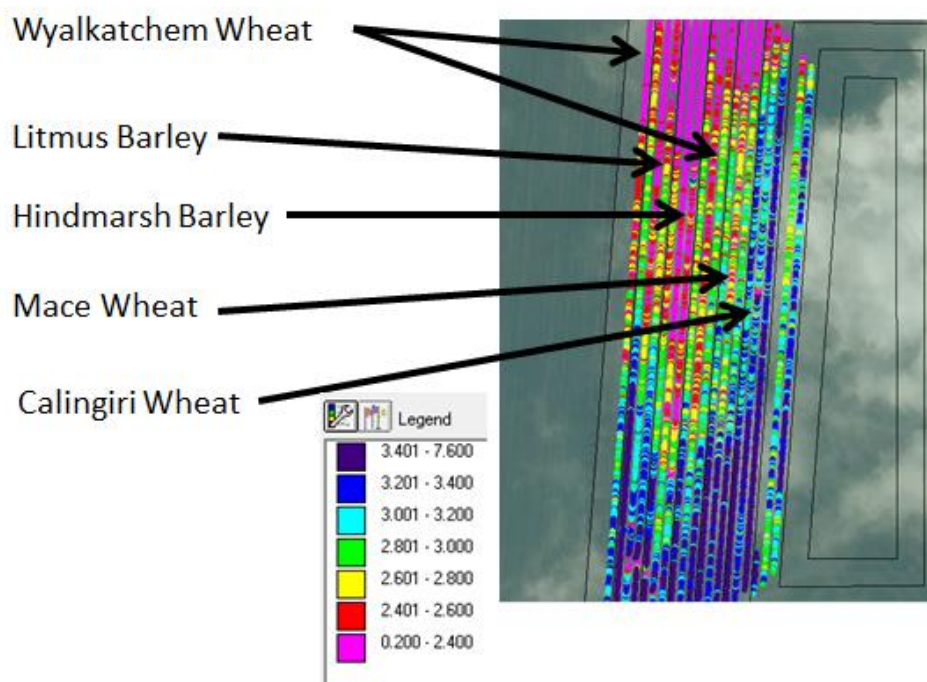 Wyalkatchem Wheat
Litmus Barley
Hindmarsh Barley
Mace Wheat
Calingiri Wheat
Legend
3.401 - 7.600
3.201 - 3.400
3.001 - 3.200
2.801 - 3.000
2.601 - 2.800
2.401 - 2.600
0.200 - 2.400